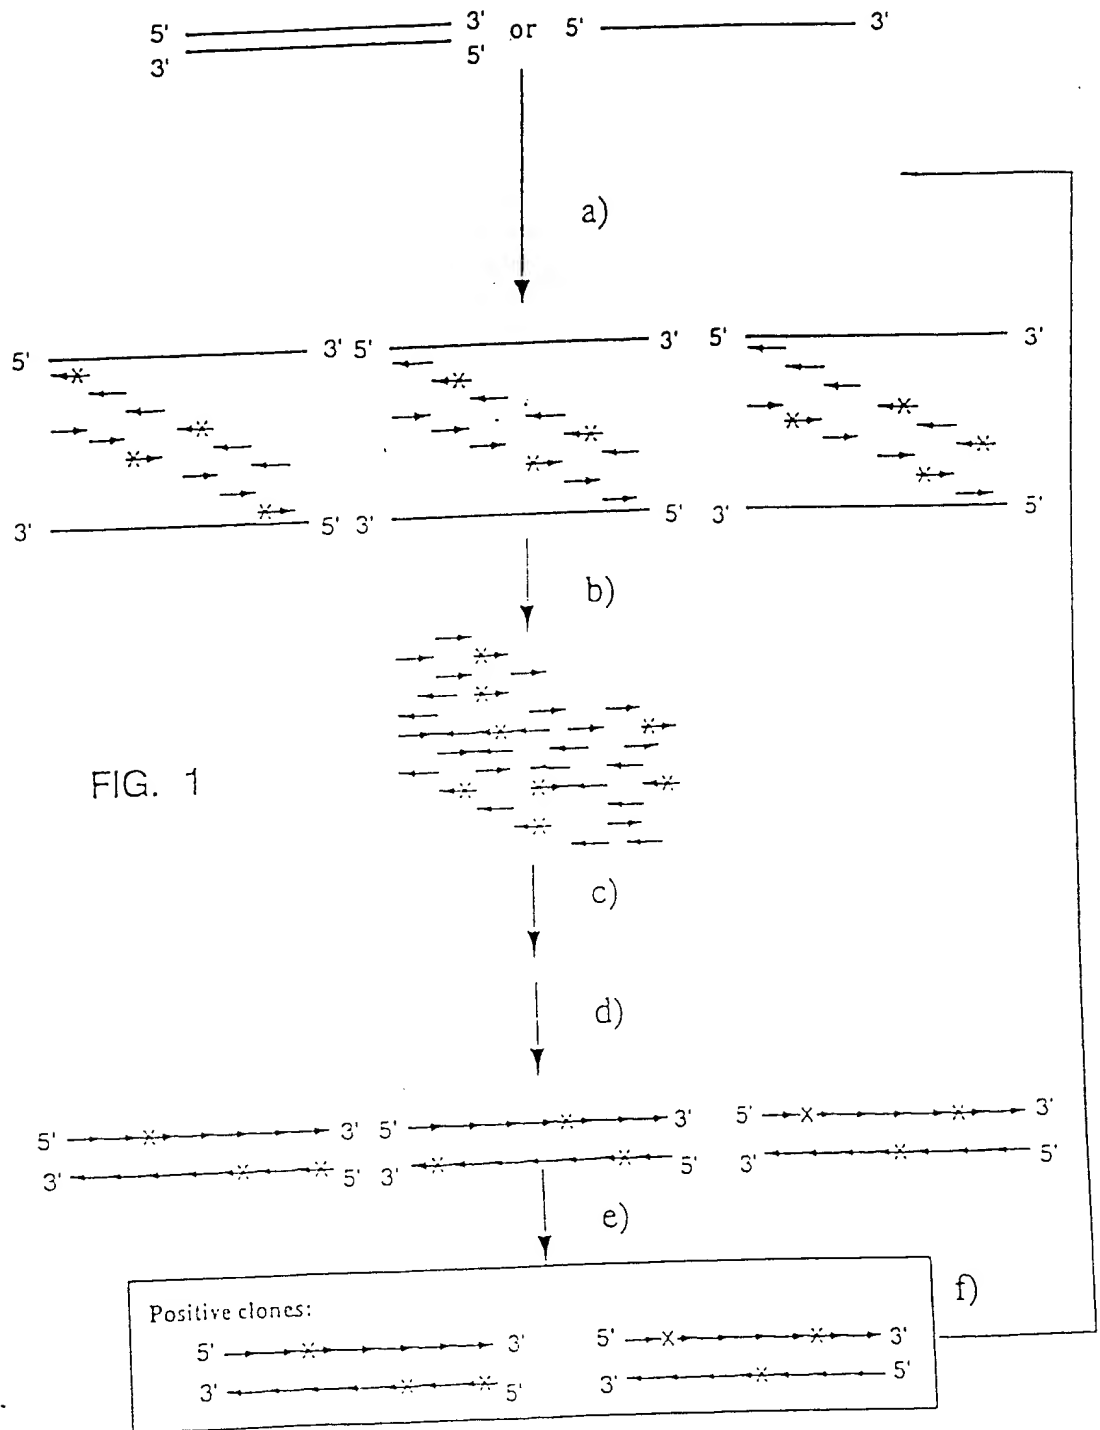 5' 3' or 5' 3'
3' 5'
a)
5' 3' 5' 3' 5' 3'
3' 5' 3' 5' 3' 5'
b)
FIG. 1
c)
d)
5' 3' 5' 3' 5' 3'
3' 5' 3' 5' 3' 5'
e)
f)
Positive clones:
5' 3' 5' 3'
3' 5' 3' 5'